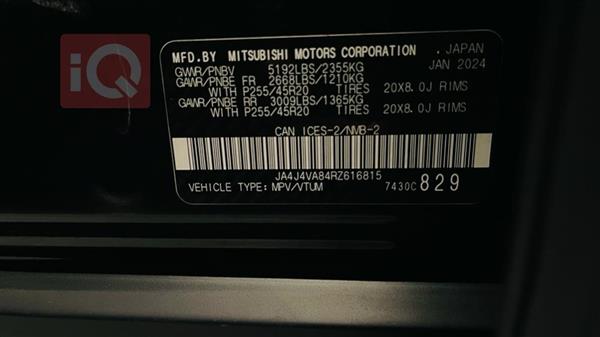 iQ
MFD.BY MITSUBISHI MOTORS CORPORATION . JAPAN
GVWR/PNBV 5192LBS/2355KG JAN 2024
GAWR/PNBE FR 2668LBS/1210KG
WITH P255/45R20 TIRES 20X8.0J RIMS
GAWR/PNBE RR 3009LBS/1365KG
WITH P255/45R20 TIRES 20X8.0J RIMS
CAN ICES-2/NMB-2
JA4J4VA84RZ616815
VEHICLE TYPE: MPV/VTUM 7430C 829